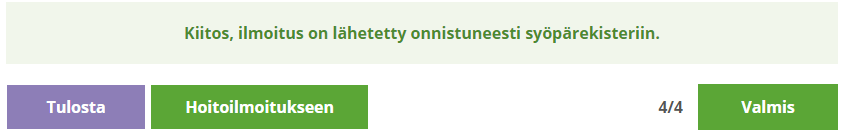 Kiitos, ilmoitus on lähetetty onnistuneesti syöpärekisteriin.
Tulosta Hoitoilmoitukseen 4/4 Valmis